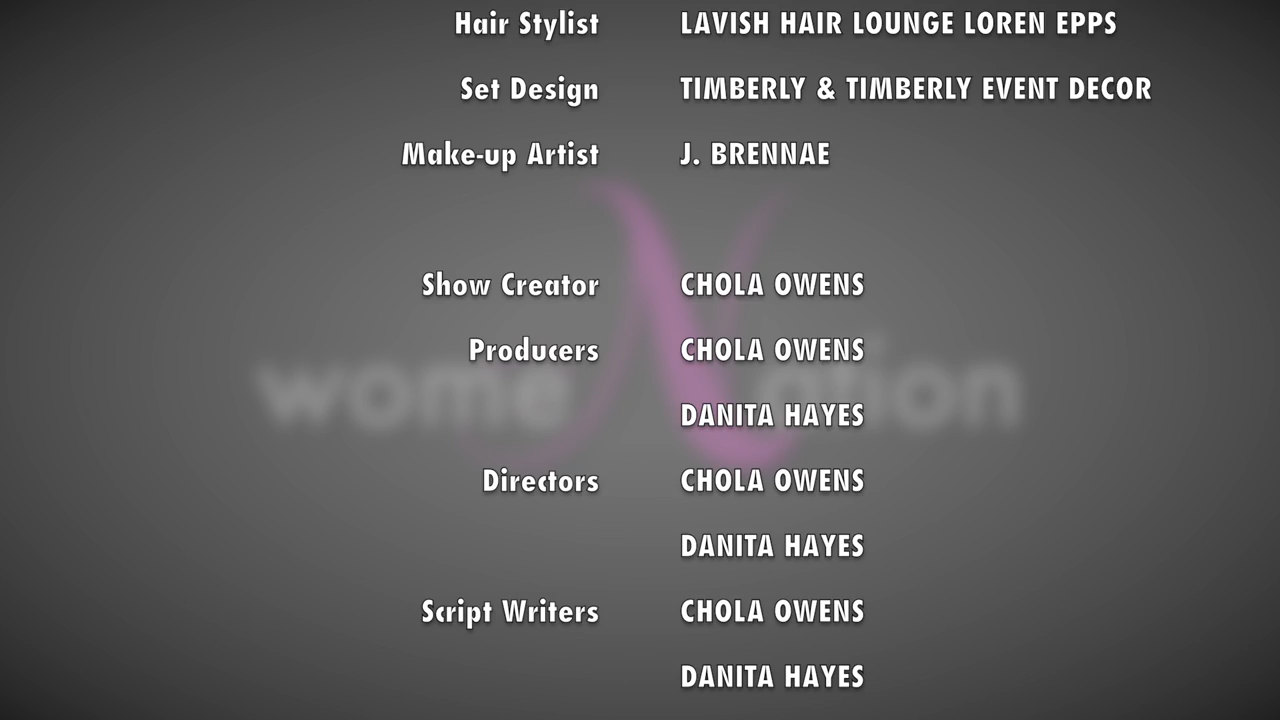 Hair Stylist LAVISH HAIR LOUNGE LOREN EPPS
Set Design TIMBERLY & TIMBERLY EVENT DECOR
Make-up Artist J. BRENNAE
Show Creator CHOLA OWENS
Producers CHOLA OWENS
womeNation
DANITA HAYES
Directors CHOLA OWENS
DANITA HAYES
Script Writers CHOLA OWENS
DANITA HAYES